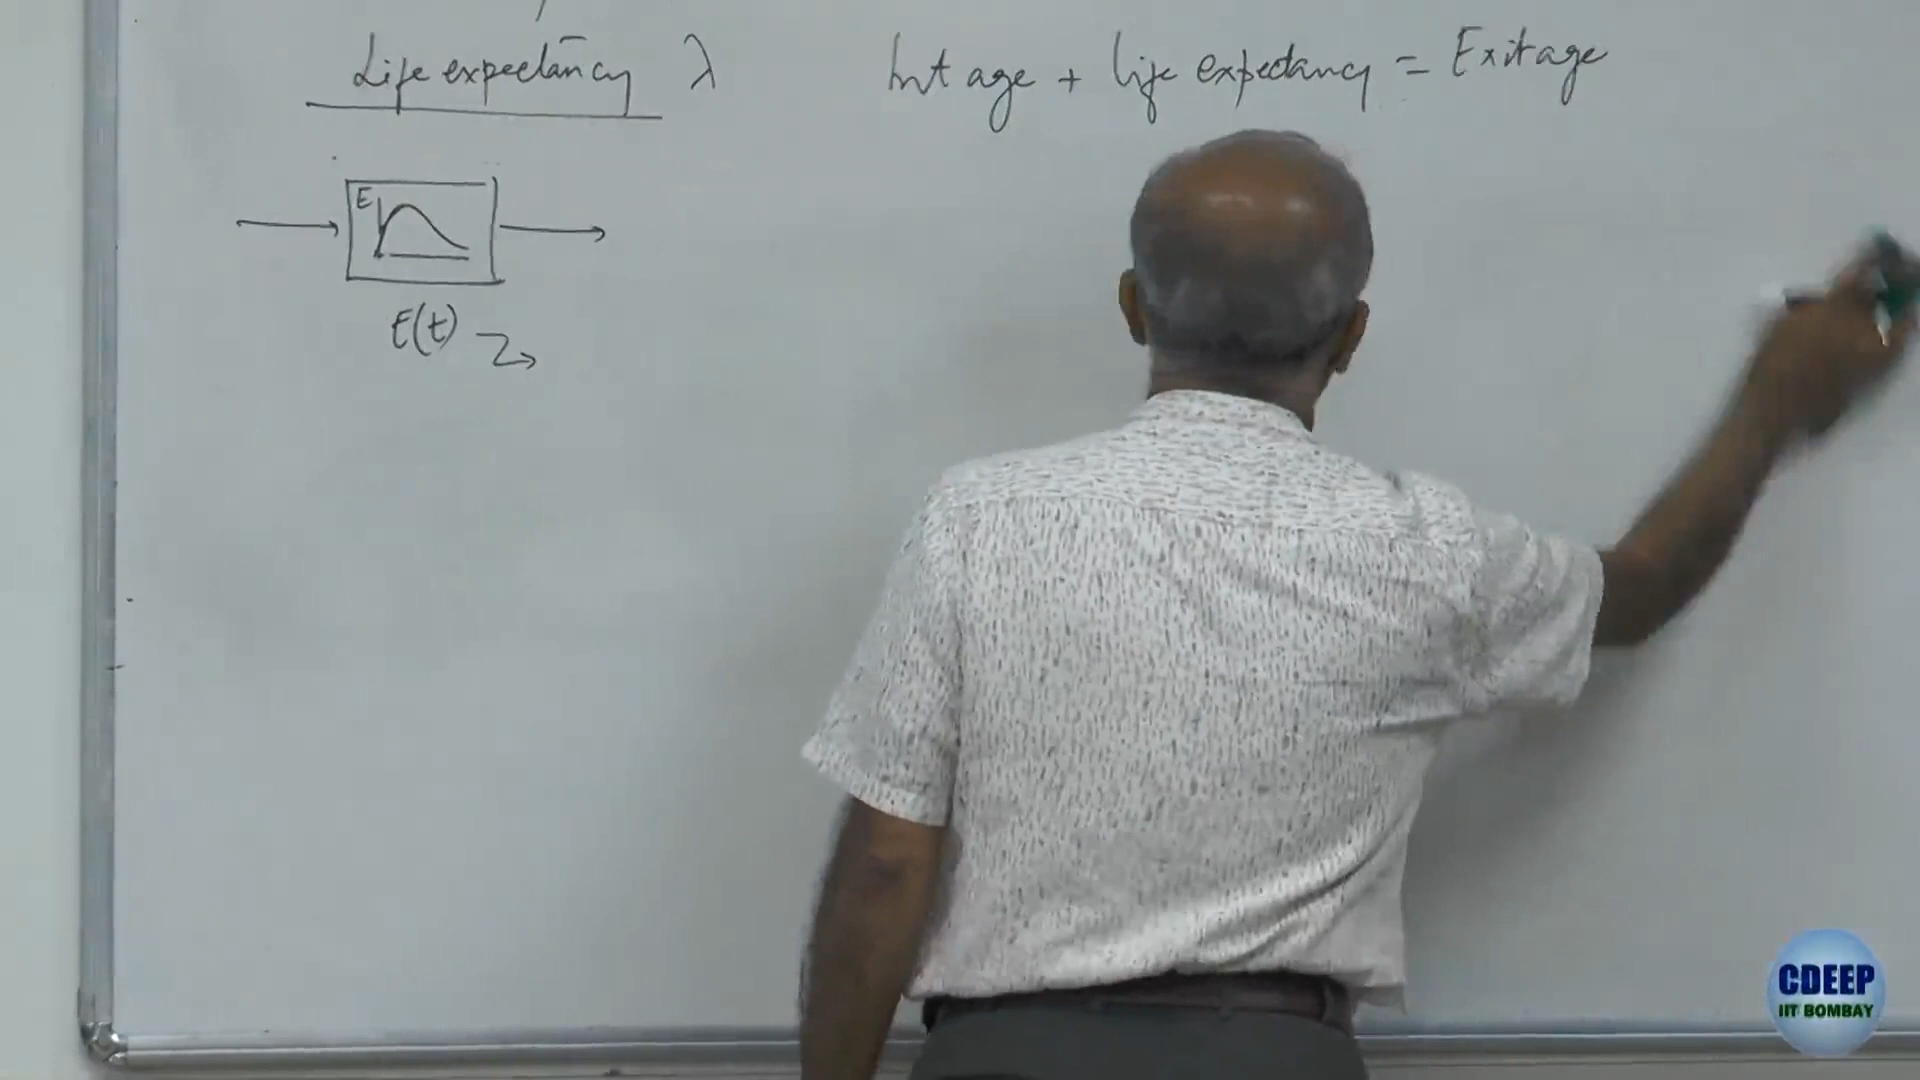 Life expectancy λ
Int age + life expectancy = Exit age
E
E(t)
CDEEP
IIT BOMBAY